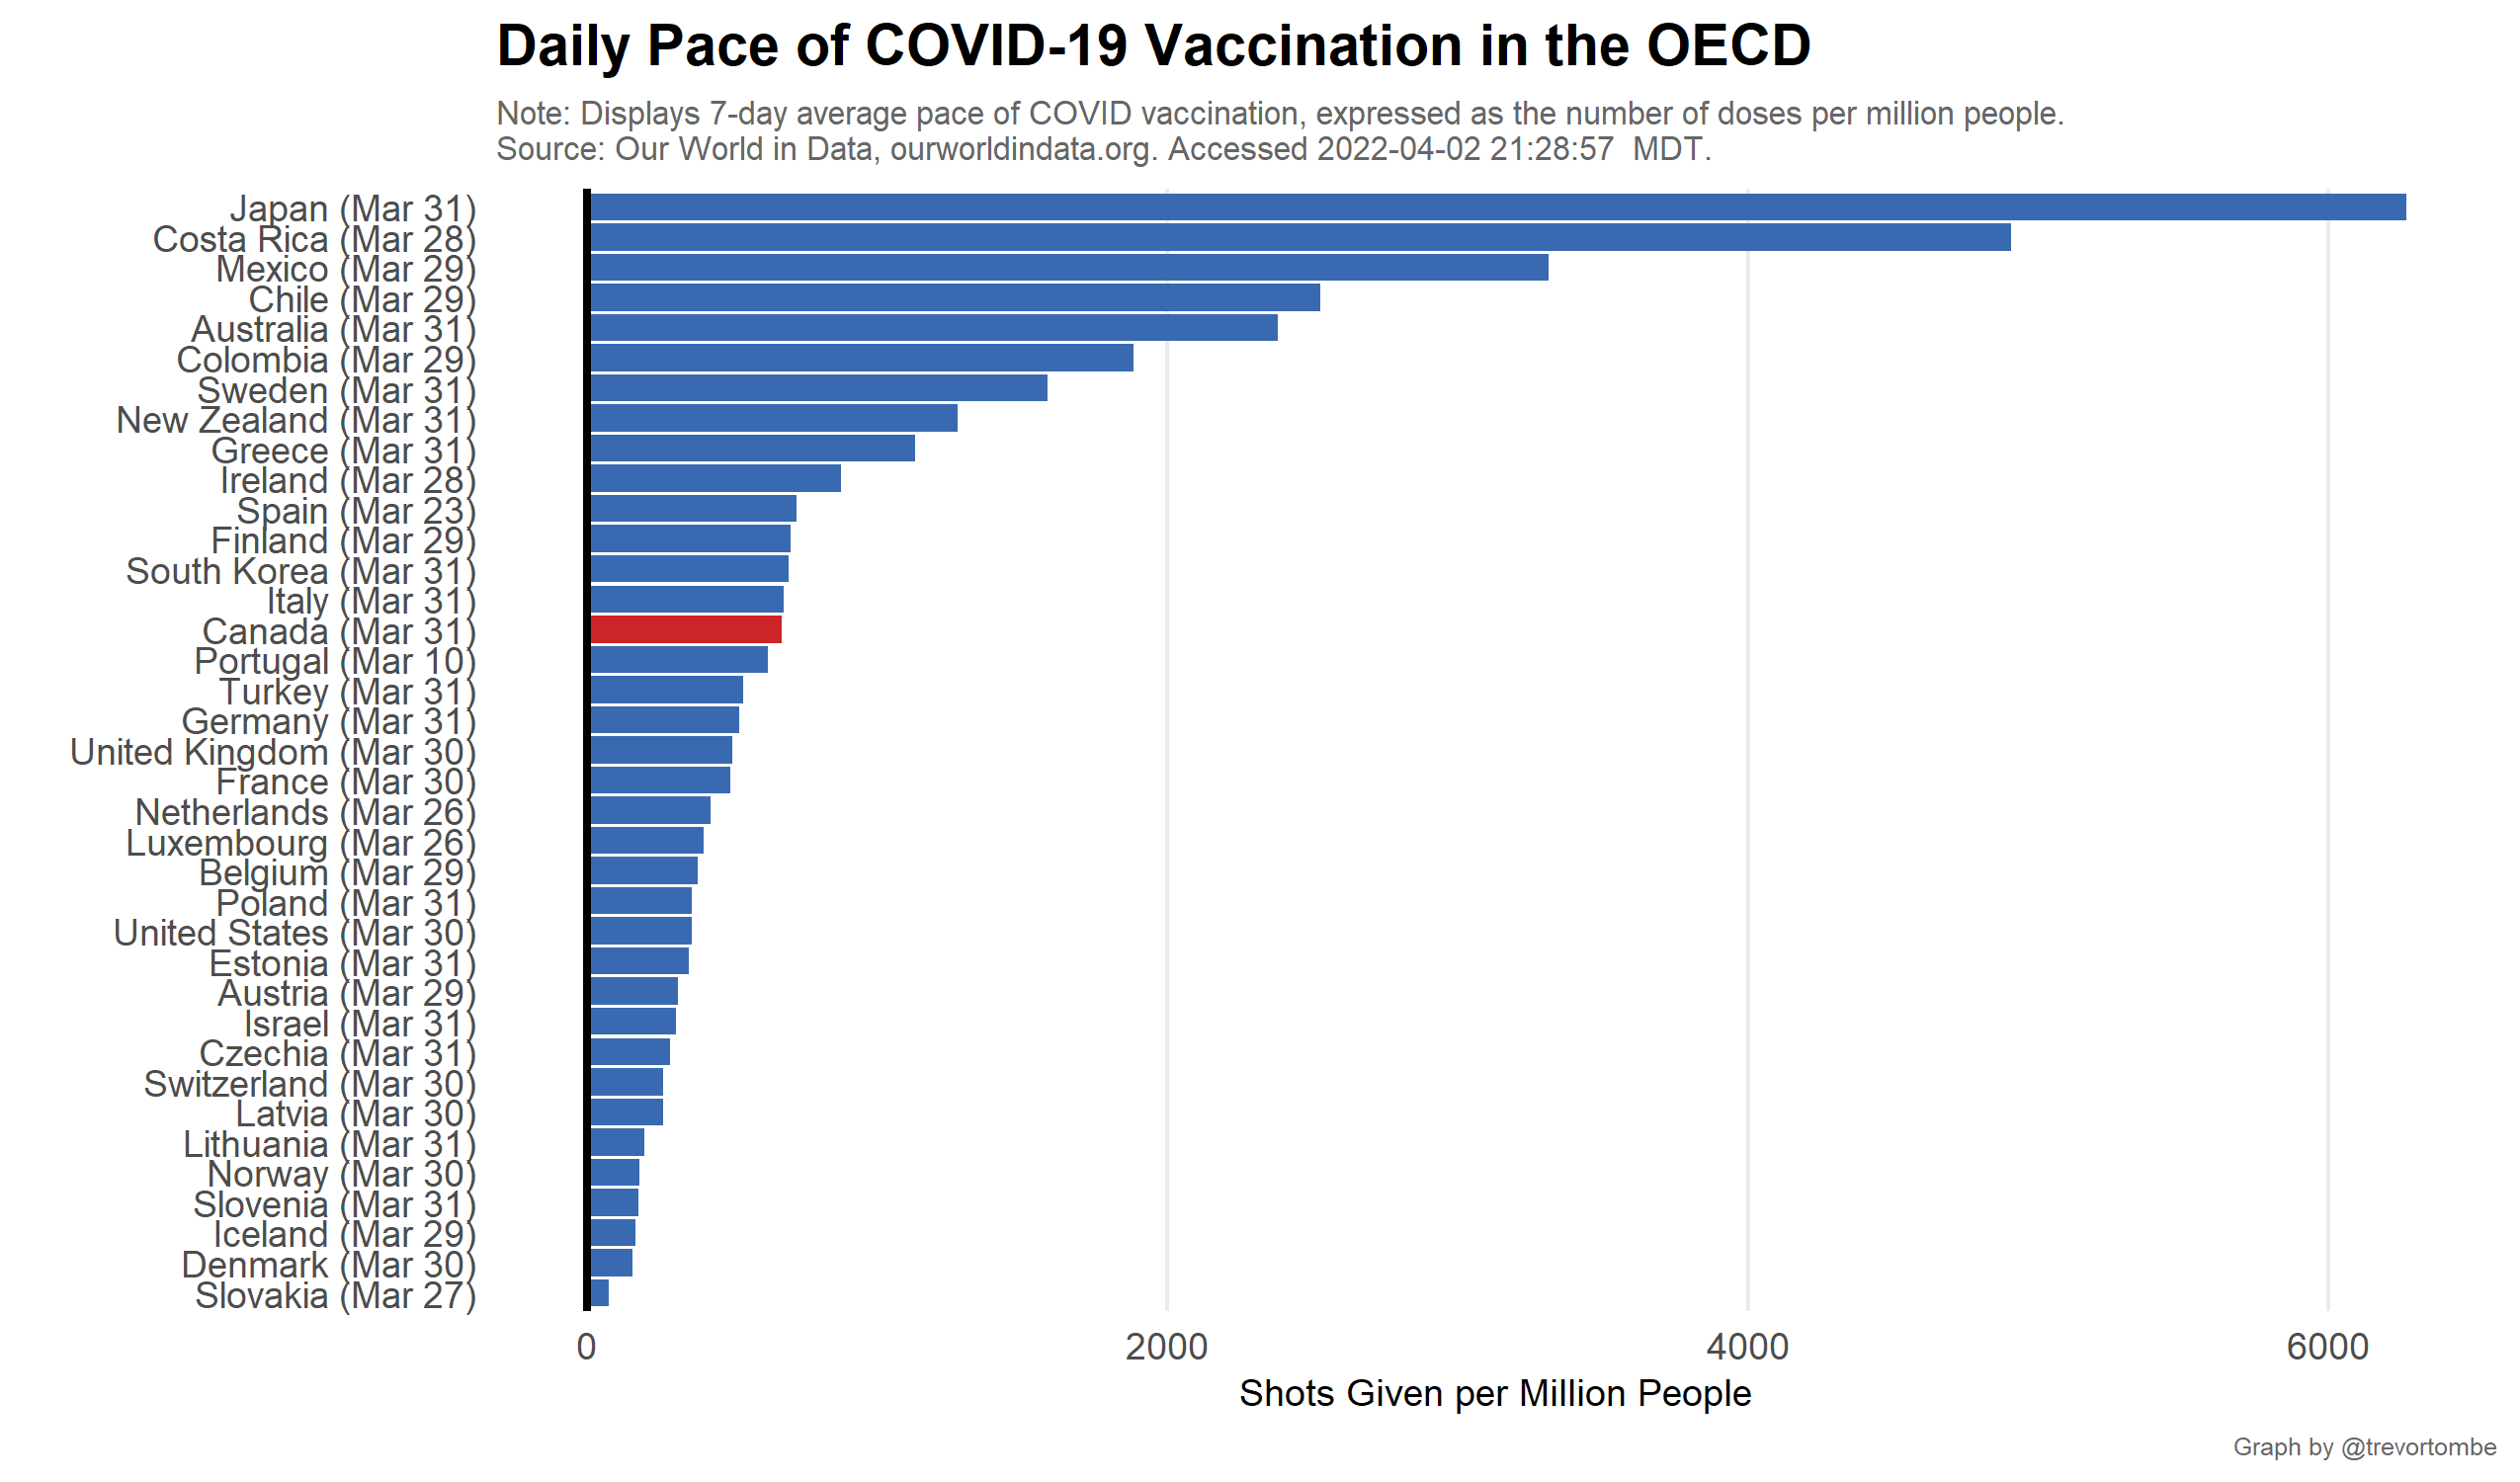 Daily Pace of COVID-19 Vaccination in the OECD
Note: Displays 7-day average pace of COVID vaccination, expressed as the number of doses per million people.
Source: Our World in Data, ourworldindata.org. Accessed 2022-04-02 21:28:57  MDT.
Japan (Mar 31)
Costa Rica (Mar 28)
Mexico (Mar 29)
Chile (Mar 29)
Australia (Mar 31)
Colombia (Mar 29)
Sweden (Mar 31)
New Zealand (Mar 31)
Greece (Mar 31)
Ireland (Mar 28)
Spain (Mar 23)
Finland (Mar 29)
South Korea (Mar 31)
Italy (Mar 31)
Canada (Mar 31)
Portugal (Mar 10)
Turkey (Mar 31)
Germany (Mar 31)
United Kingdom (Mar 30)
France (Mar 30)
Netherlands (Mar 26)
Luxembourg (Mar 26)
Belgium (Mar 29)
Poland (Mar 31)
United States (Mar 30)
Estonia (Mar 31)
Austria (Mar 29)
Israel (Mar 31)
Czechia (Mar 31)
Switzerland (Mar 30)
Latvia (Mar 30)
Lithuania (Mar 31)
Norway (Mar 30)
Slovenia (Mar 31)
Iceland (Mar 29)
Denmark (Mar 30)
Slovakia (Mar 27)
0 2000 4000 6000
Shots Given per Million People
Graph by @trevortombe